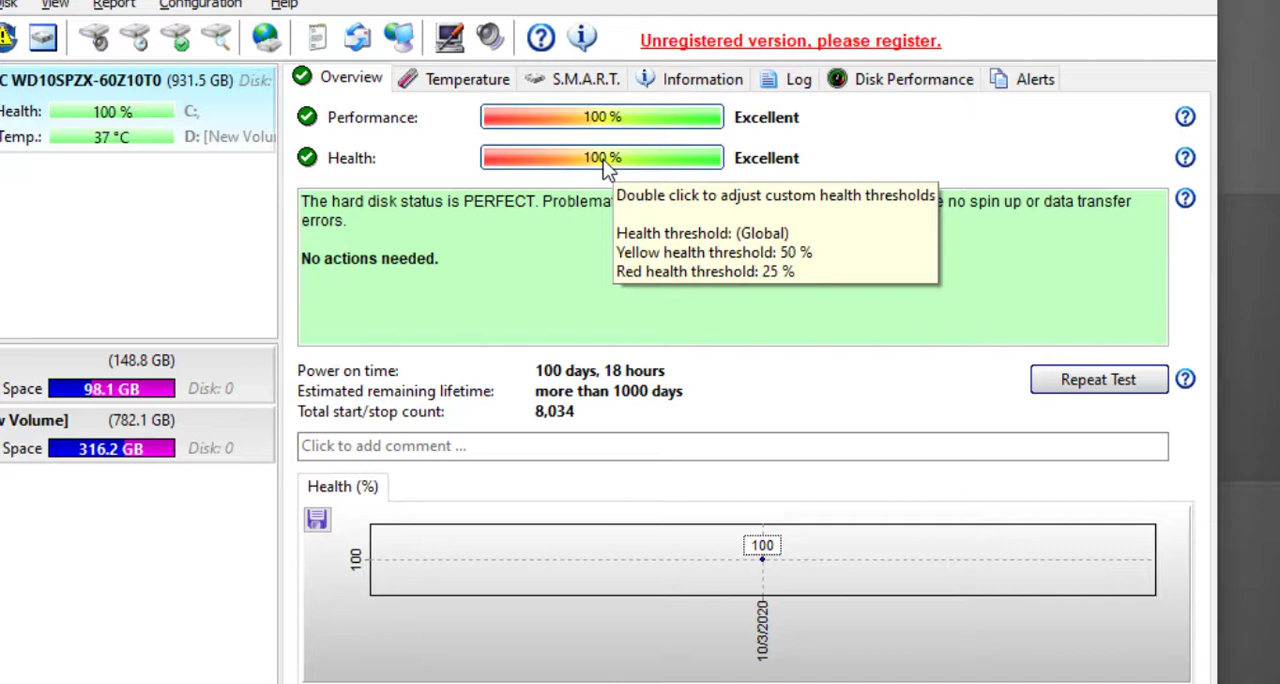 View Report Configuration Help
Unregistered version, please register.
WD10SPZX-60Z10T0 (931.5 GB) Disk:
Health: 100 % C:,
Temp.: 37 °C D: [New Volu
(148.8 GB)
Space 98.1 GB Disk: 0
Volume] (782.1 GB)
Space 316.2 GB Disk: 0
Overview Temperature S.M.A.R.T. Information Log Disk Performance Alerts
Performance: 100 % Excellent
Health: 100 % Excellent
The hard disk status is PERFECT. Problema no spin up or data transfer
errors.
No actions needed.
Double click to adjust custom health thresholds
Health threshold: (Global)
Yellow health threshold: 50 %
Red health threshold: 25 %
Power on time: 100 days, 18 hours
Estimated remaining lifetime: more than 1000 days
Total start/stop count: 8,034
Repeat Test
Click to add comment ...
Health (%)
100
100
10/3/2020